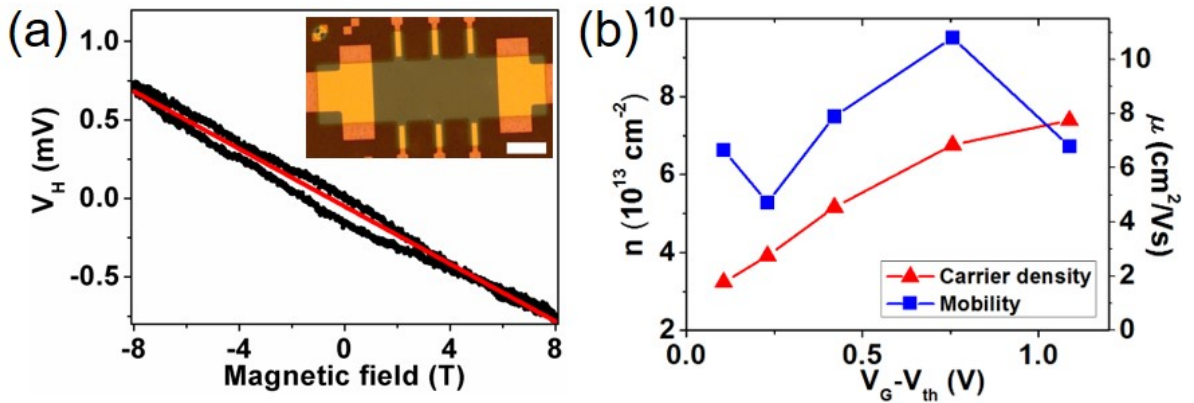 (a)
1.0
0.5
0.0
-0.5
V_H (mV)
-8
-4
0
4
8
Magnetic field (T)
(b)
10
8
6
4
2
n (10^13 cm^-2)
10
8
6
4
2
0
μ (cm^2/Vs)
Carrier density
Mobility
0.0
0.5
1.0
V_G-V_th (V)